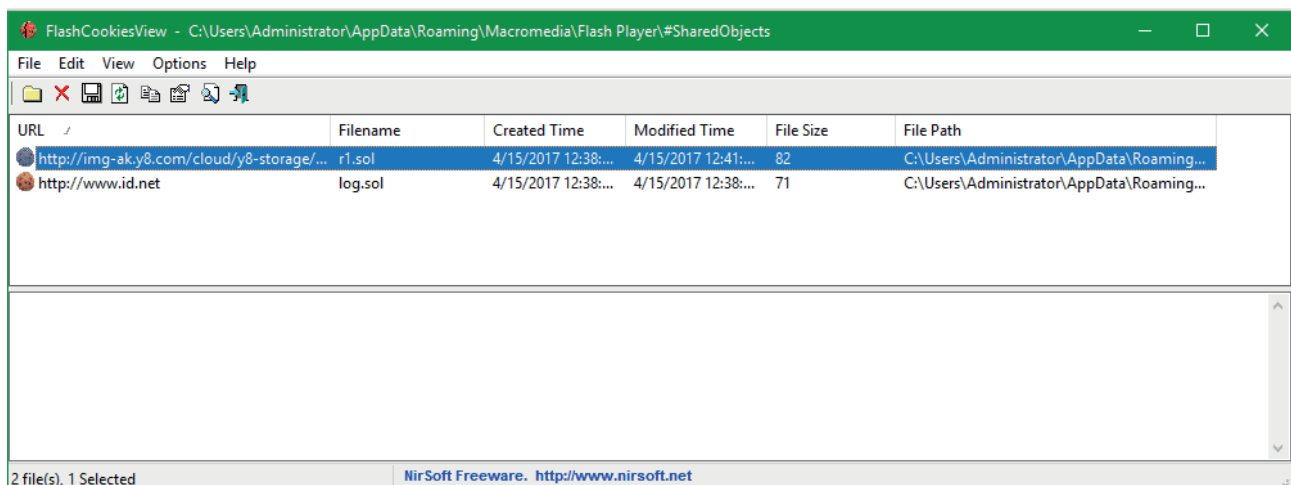 FlashCookiesView - C:\Users\Administrator\AppData\Roaming\Macromedia\Flash Player\#SharedObjects
File Edit View Options Help
URL / Filename Created Time Modified Time File Size File Path
http://img-ak.y8.com/cloud/y8-storage/... r1.sol 4/15/2017 12:38:... 4/15/2017 12:41:... 82 C:\Users\Administrator\AppData\Roaming...
http://www.id.net log.sol 4/15/2017 12:38:... 4/15/2017 12:38:... 71 C:\Users\Administrator\AppData\Roaming...
2 file(s), 1 Selected NirSoft Freeware. http://www.nirsoft.net